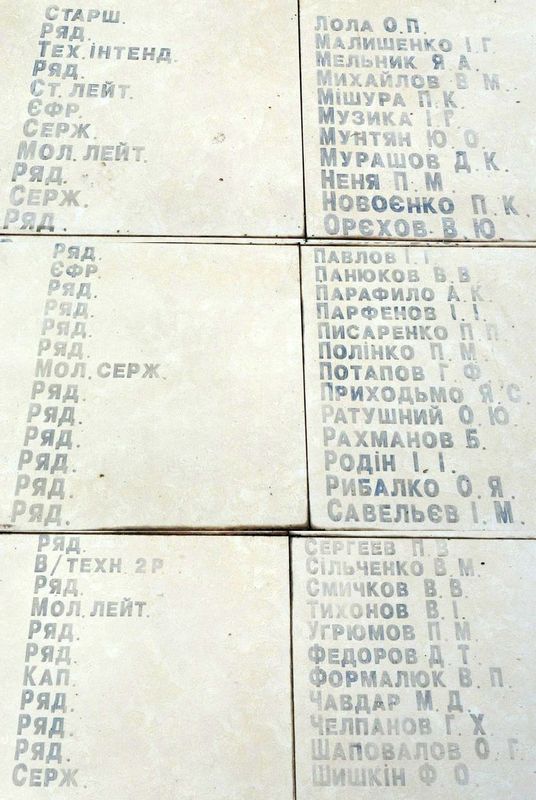 СТАРШ. ЛОЛА О.П.
РЯД. МАЛИШЕНКО І.Г.
ТЕХ.ІНТЕНД. МЕЛЬНИК Я.А.
РЯД. МИХАЙЛОВ В.М.
СТ.ЛЕЙТ. МІШУРА П.К.
ЄФР. МУЗИКА І.Г.
СЕРЖ. МУНТЯН Ю.О.
МОЛ.ЛЕЙТ. МУРАШОВ Д.К.
РЯД. НЕНЯ П.М.
СЕРЖ. НОВОЄНКО П.К.
РЯД. ОРЄХОВ В.Ю.
РЯД. ПАВЛОВ І.І.
ЄФР. ПАНЮКОВ В.В.
РЯД. ПАРАФИЛО А.К.
РЯД. ПАРФЕНОВ І.І.
РЯД. ПИСАРЕНКО П.П.
РЯД. ПОЛІНКО П.М.
МОЛ.СЕРЖ. ПОТАПОВ Г.Ф.
РЯД. ПРИХОДЬМО Я.С.
РЯД. РАТУШНИЙ О.Ю.
РЯД. РАХМАНОВ Б.
РЯД. РОДІН І.І.
РЯД. РИБАЛКО О.Я.
РЯД. САВЕЛЬЄВ І.М.
РЯД. СЕРГЕЕВ П.В.
В/ТЕХН 2Р. СІЛЬЧЕНКО В.М.
РЯД. СМИЧКОВ В.В.
МОЛ.ЛЕЙТ. ТИХОНОВ В.І.
РЯД. УГРЮМОВ П.М.
РЯД. ФЕДОРОВ Д.Т.
КАП. ФОРМАЛЮК В.П.
РЯД. ЧАВДАР М.Д.
РЯД. ЧЕЛПАНОВ Г.Х.
РЯД. ШАПОВАЛОВ О.Г.
СЕРЖ. ШИШКІН Ф.О.